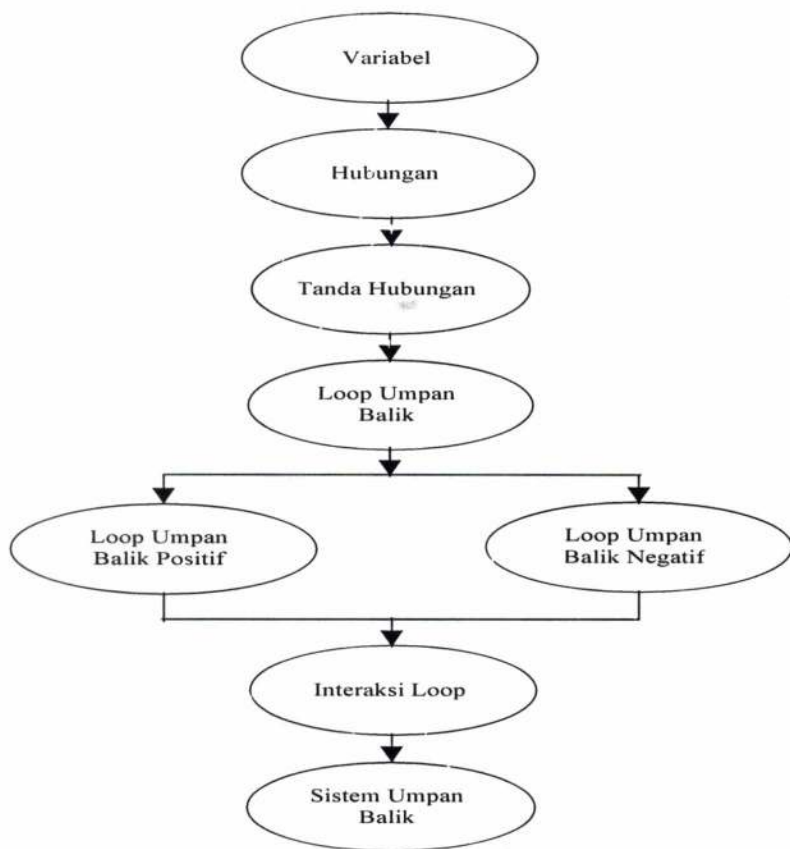 Variabel
Hubungan
Tanda Hubungan
Loop Umpan
Balik
Loop Umpan
Balik Positif
Loop Umpan
Balik Negatif
Interaksi Loop
Sistem Umpan
Balik